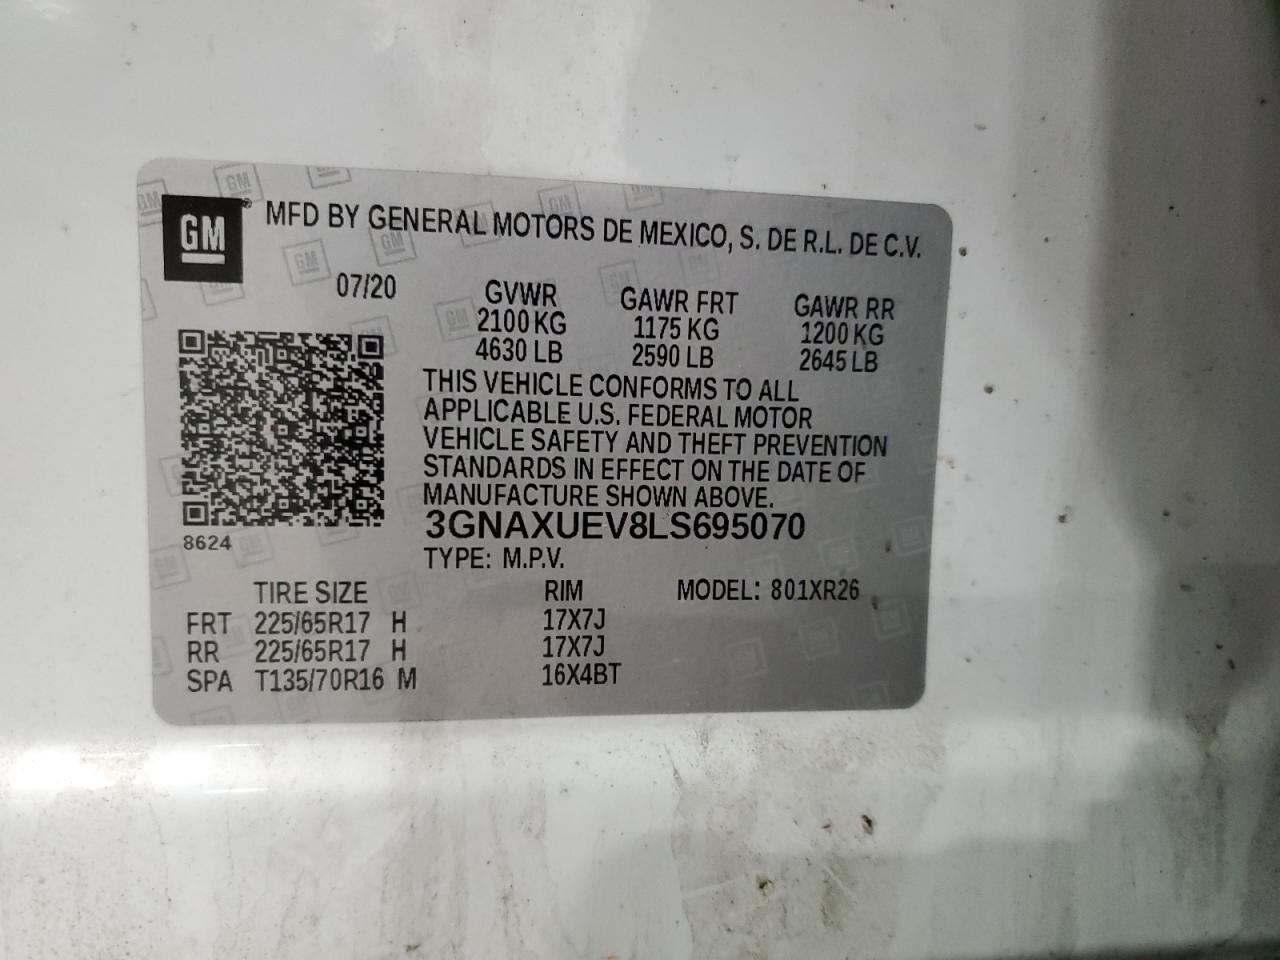 GM® MFD BY GENERAL MOTORS DE MEXICO, S. DE R.L. DE C.V.
07/20 GVWR GAWR FRT GAWR RR
2100 KG 1175 KG 1200 KG
4630 LB 2590 LB 2645 LB
THIS VEHICLE CONFORMS TO ALL
APPLICABLE U.S. FEDERAL MOTOR
VEHICLE SAFETY AND THEFT PREVENTION
STANDARDS IN EFFECT ON THE DATE OF
MANUFACTURE SHOWN ABOVE.
3GNAXUEV8LS695070
8624
TYPE: M.P.V.
TIRE SIZE RIM MODEL: 801XR26
FRT 225/65R17 H 17X7J
RR 225/65R17 H 17X7J
SPA T135/70R16 M 16X4BT